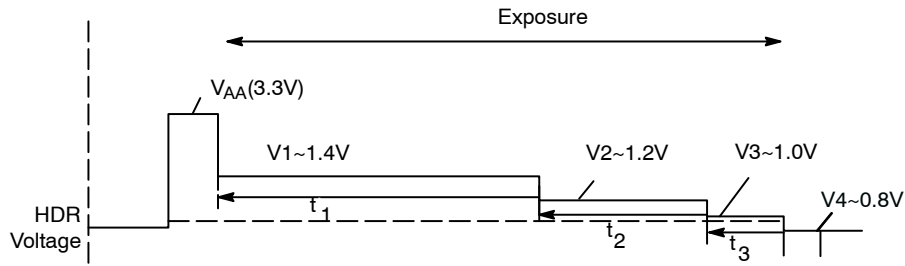 Exposure
VAA(3.3V)
V1~1.4V
V2~1.2V
V3~1.0V
V4~0.8V
HDR
Voltage
t1
t2
t3